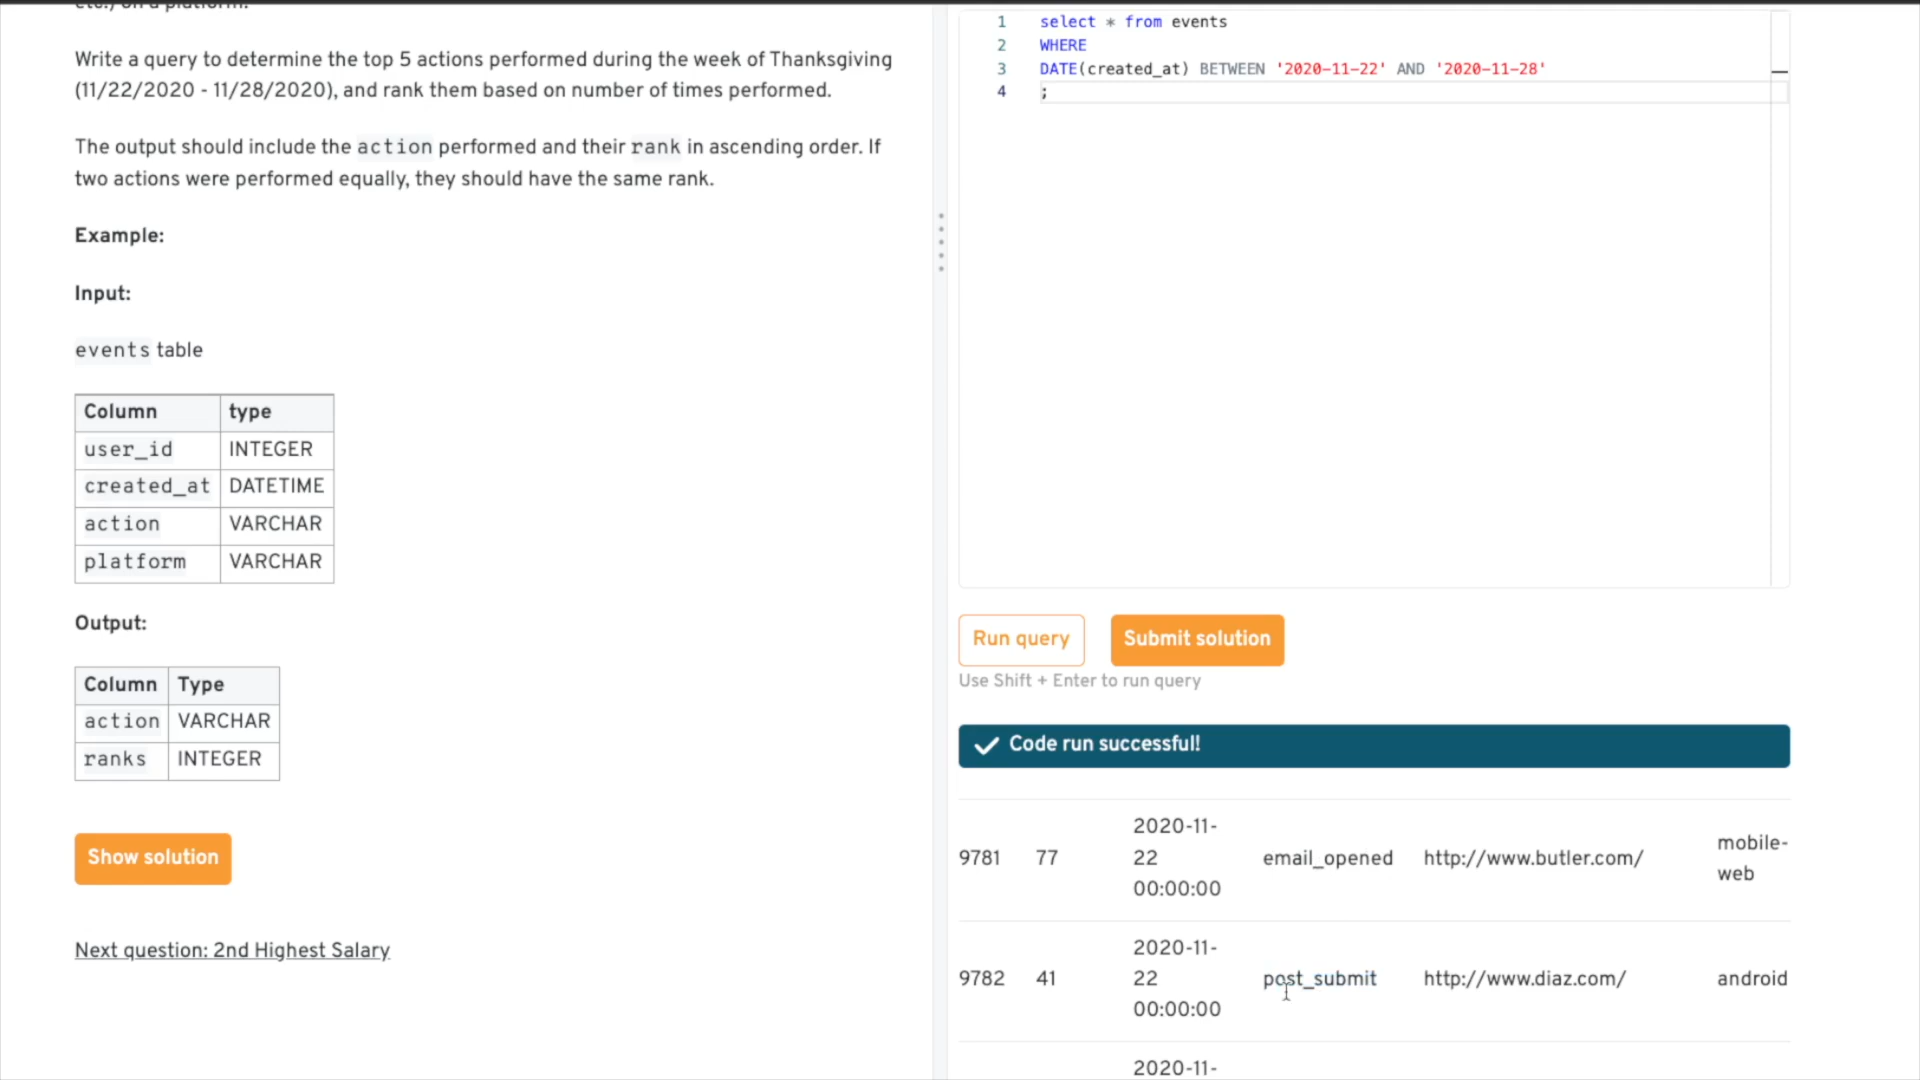 etc.) on a platform.
Write a query to determine the top 5 actions performed during the week of Thanksgiving
(11/22/2020 - 11/28/2020), and rank them based on number of times performed.
The output should include the action performed and their rank in ascending order. If
two actions were performed equally, they should have the same rank.
Example:
Input:
events table
Column type
user_id INTEGER
created_at DATETIME
action VARCHAR
platform VARCHAR
Output:
Column Type
action VARCHAR
ranks INTEGER
Show solution
Next question: 2nd Highest Salary
1 select * from events
2 WHERE
3 DATE(created_at) BETWEEN '2020-11-22' AND '2020-11-28'
4 ;
Run query Submit solution
Use Shift + Enter to run query
Code run successful!
2020-11-
9781 77 22 email_opened http://www.butler.com/ mobile-
web
00:00:00
2020-11-
9782 41 22 post_submit http://www.diaz.com/ android
00:00:00
2020-11-